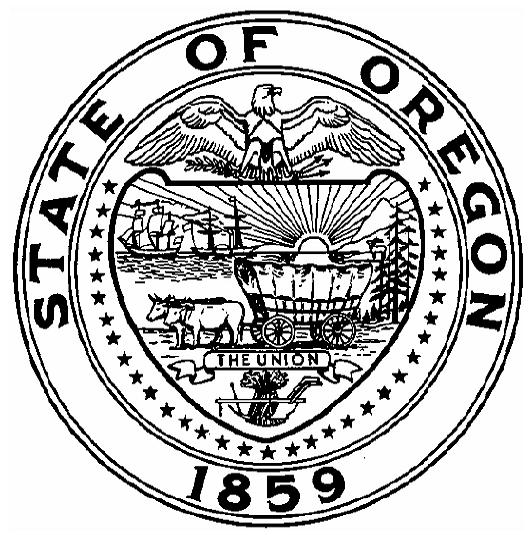 STATE OF OREGON
THE UNION
1859